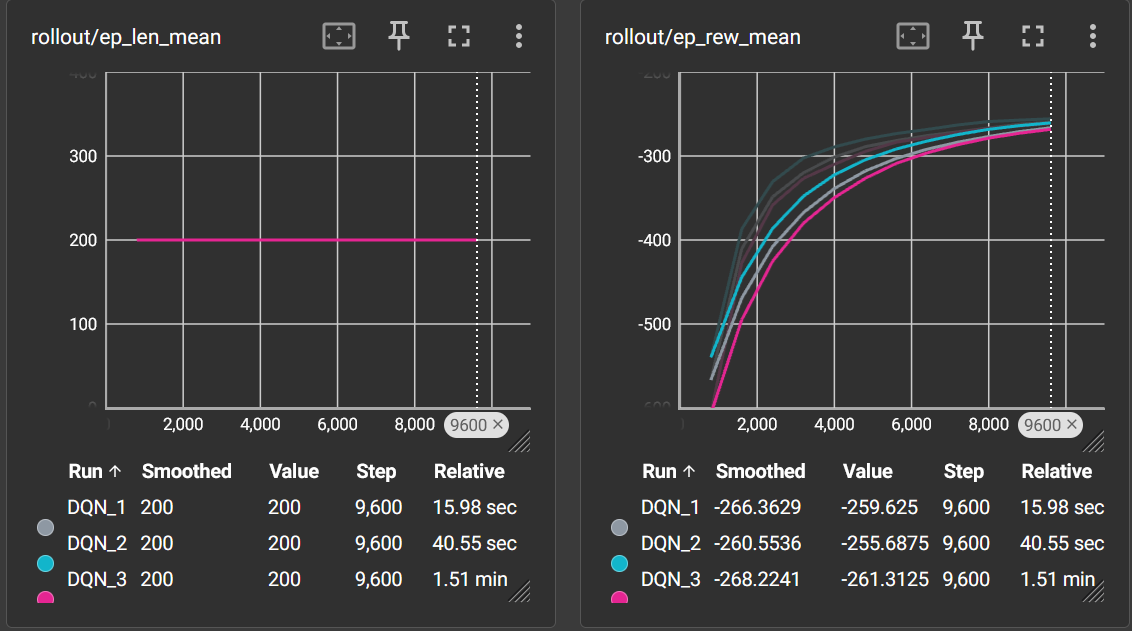 rollout/ep_len_mean
400
300
200
100
0
2,000 4,000 6,000 8,000 9600 ×
Run ↑ Smoothed Value Step Relative
DQN_1 200 200 9,600 15.98 sec
DQN_2 200 200 9,600 40.55 sec
DQN_3 200 200 9,600 1.51 min
rollout/ep_rew_mean
-300
-400
-500
2,000 4,000 6,000 8,000 9600 ×
Run ↑ Smoothed Value Step Relative
DQN_1 -266.3629 -259.625 9,600 15.98 sec
DQN_2 -260.5536 -255.6875 9,600 40.55 sec
DQN_3 -268.2241 -261.3125 9,600 1.51 min